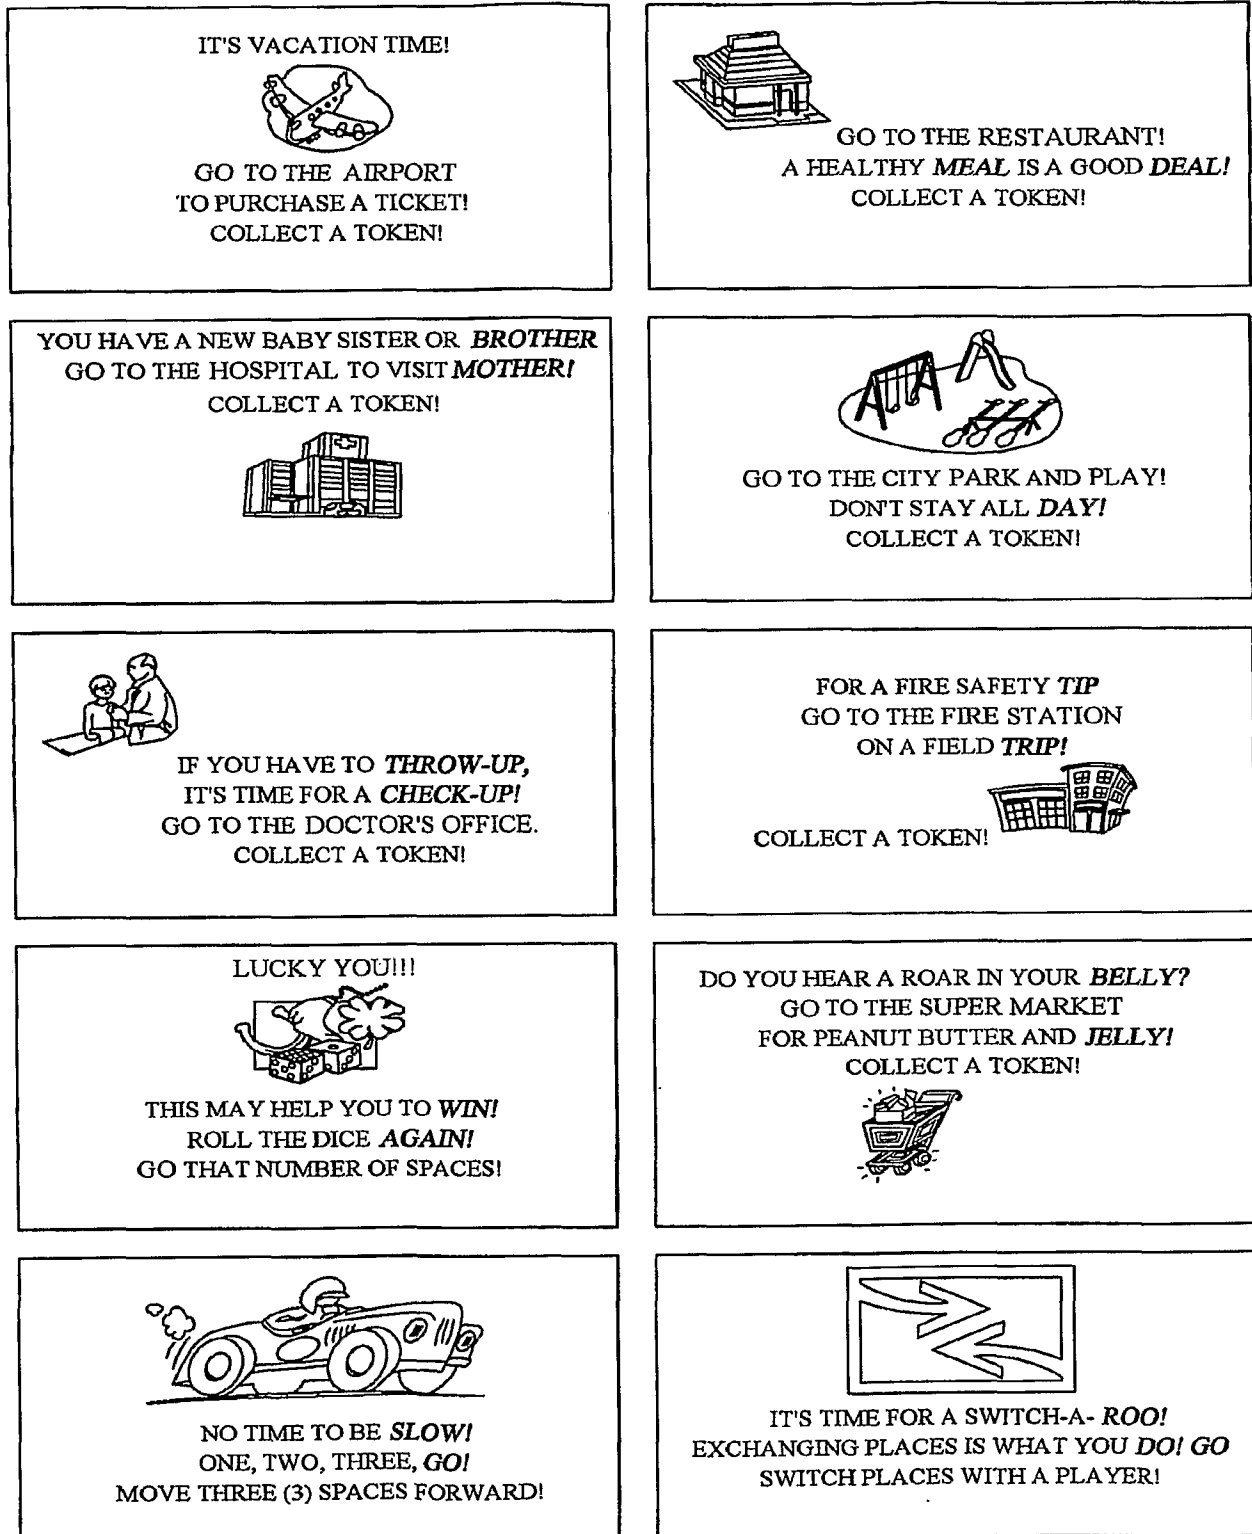 IT'S VACATION TIME!
GO TO THE AIRPORT
TO PURCHASE A TICKET!
COLLECT A TOKEN!
GO TO THE RESTAURANT!
A HEALTHY MEAL IS A GOOD DEAL!
COLLECT A TOKEN!
YOU HAVE A NEW BABY SISTER OR BROTHER
GO TO THE HOSPITAL TO VISIT MOTHER!
COLLECT A TOKEN!
GO TO THE CITY PARK AND PLAY!
DON'T STAY ALL DAY!
COLLECT A TOKEN!
IF YOU HAVE TO THROW-UP,
IT'S TIME FOR A CHECK-UP!
GO TO THE DOCTOR'S OFFICE.
COLLECT A TOKEN!
FOR A FIRE SAFETY TIP
GO TO THE FIRE STATION
ON A FIELD TRIP!
COLLECT A TOKEN!
LUCKY YOU!!!
THIS MAY HELP YOU TO WIN!
ROLL THE DICE AGAIN!
GO THAT NUMBER OF SPACES!
DO YOU HEAR A ROAR IN YOUR BELLY?
GO TO THE SUPER MARKET
FOR PEANUT BUTTER AND JELLY!
COLLECT A TOKEN!
NO TIME TO BE SLOW!
ONE, TWO, THREE, GO!
MOVE THREE (3) SPACES FORWARD!
IT'S TIME FOR A SWITCH-A- ROO!
EXCHANGING PLACES IS WHAT YOU DO! GO
SWITCH PLACES WITH A PLAYER!